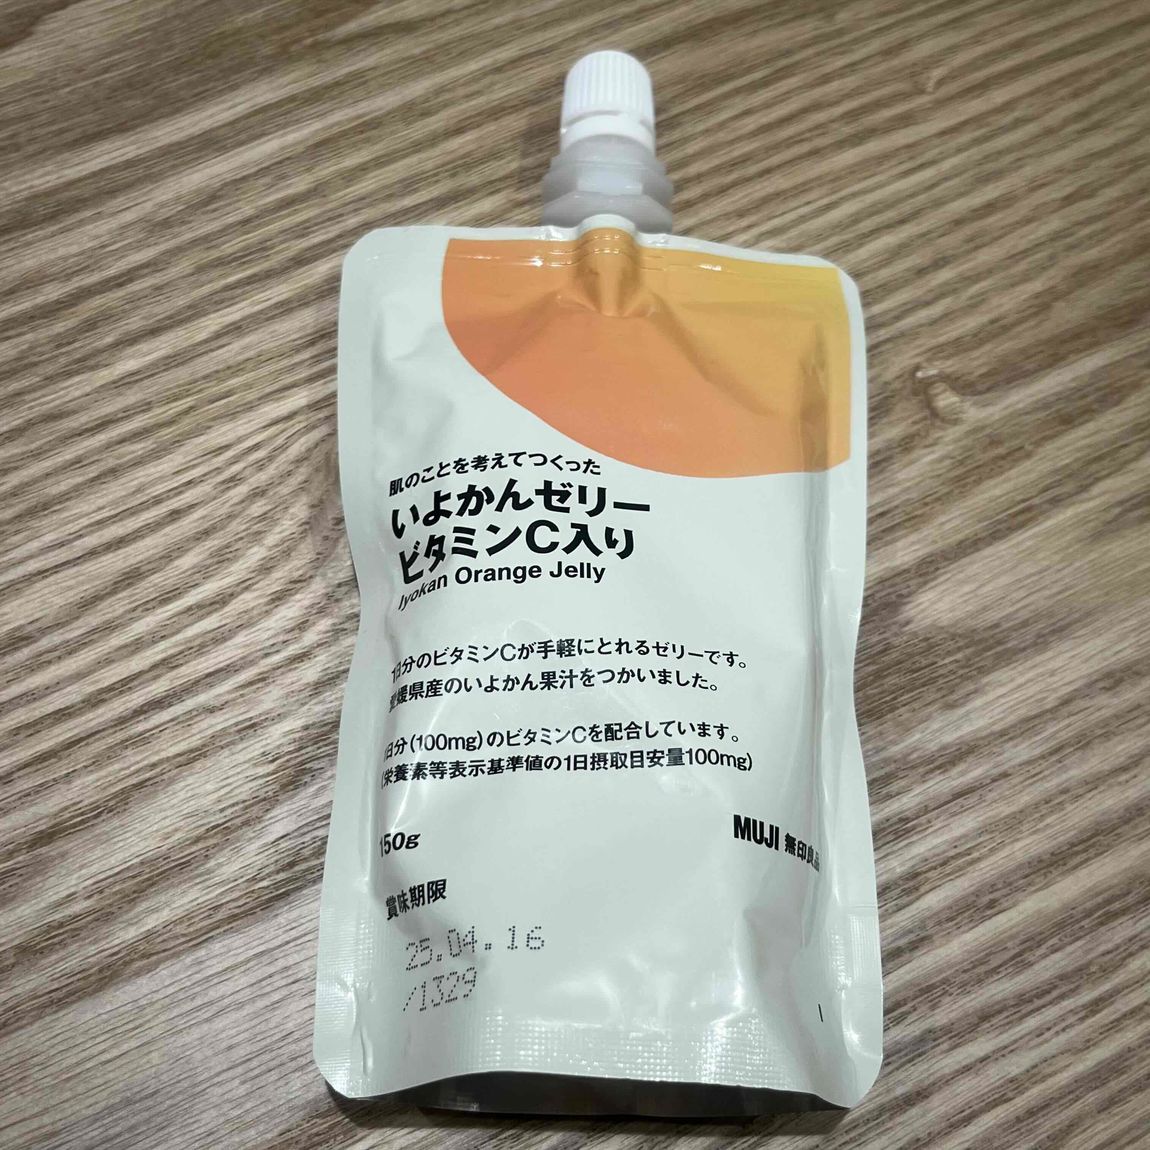 肌のことを考えてつくった
いよかんゼリー
ビタミンC入り
Iyokan Orange Jelly
1日分のビタミンCが手軽にとれるゼリーです。
愛媛県産のいよかん果汁をつかいました。
1日分(100mg)のビタミンCを配合しています。
(栄養素等表示基準値の1日摂取目安量100mg)
150g
MUJI 無印良品
賞味期限
25.04.16
/1329